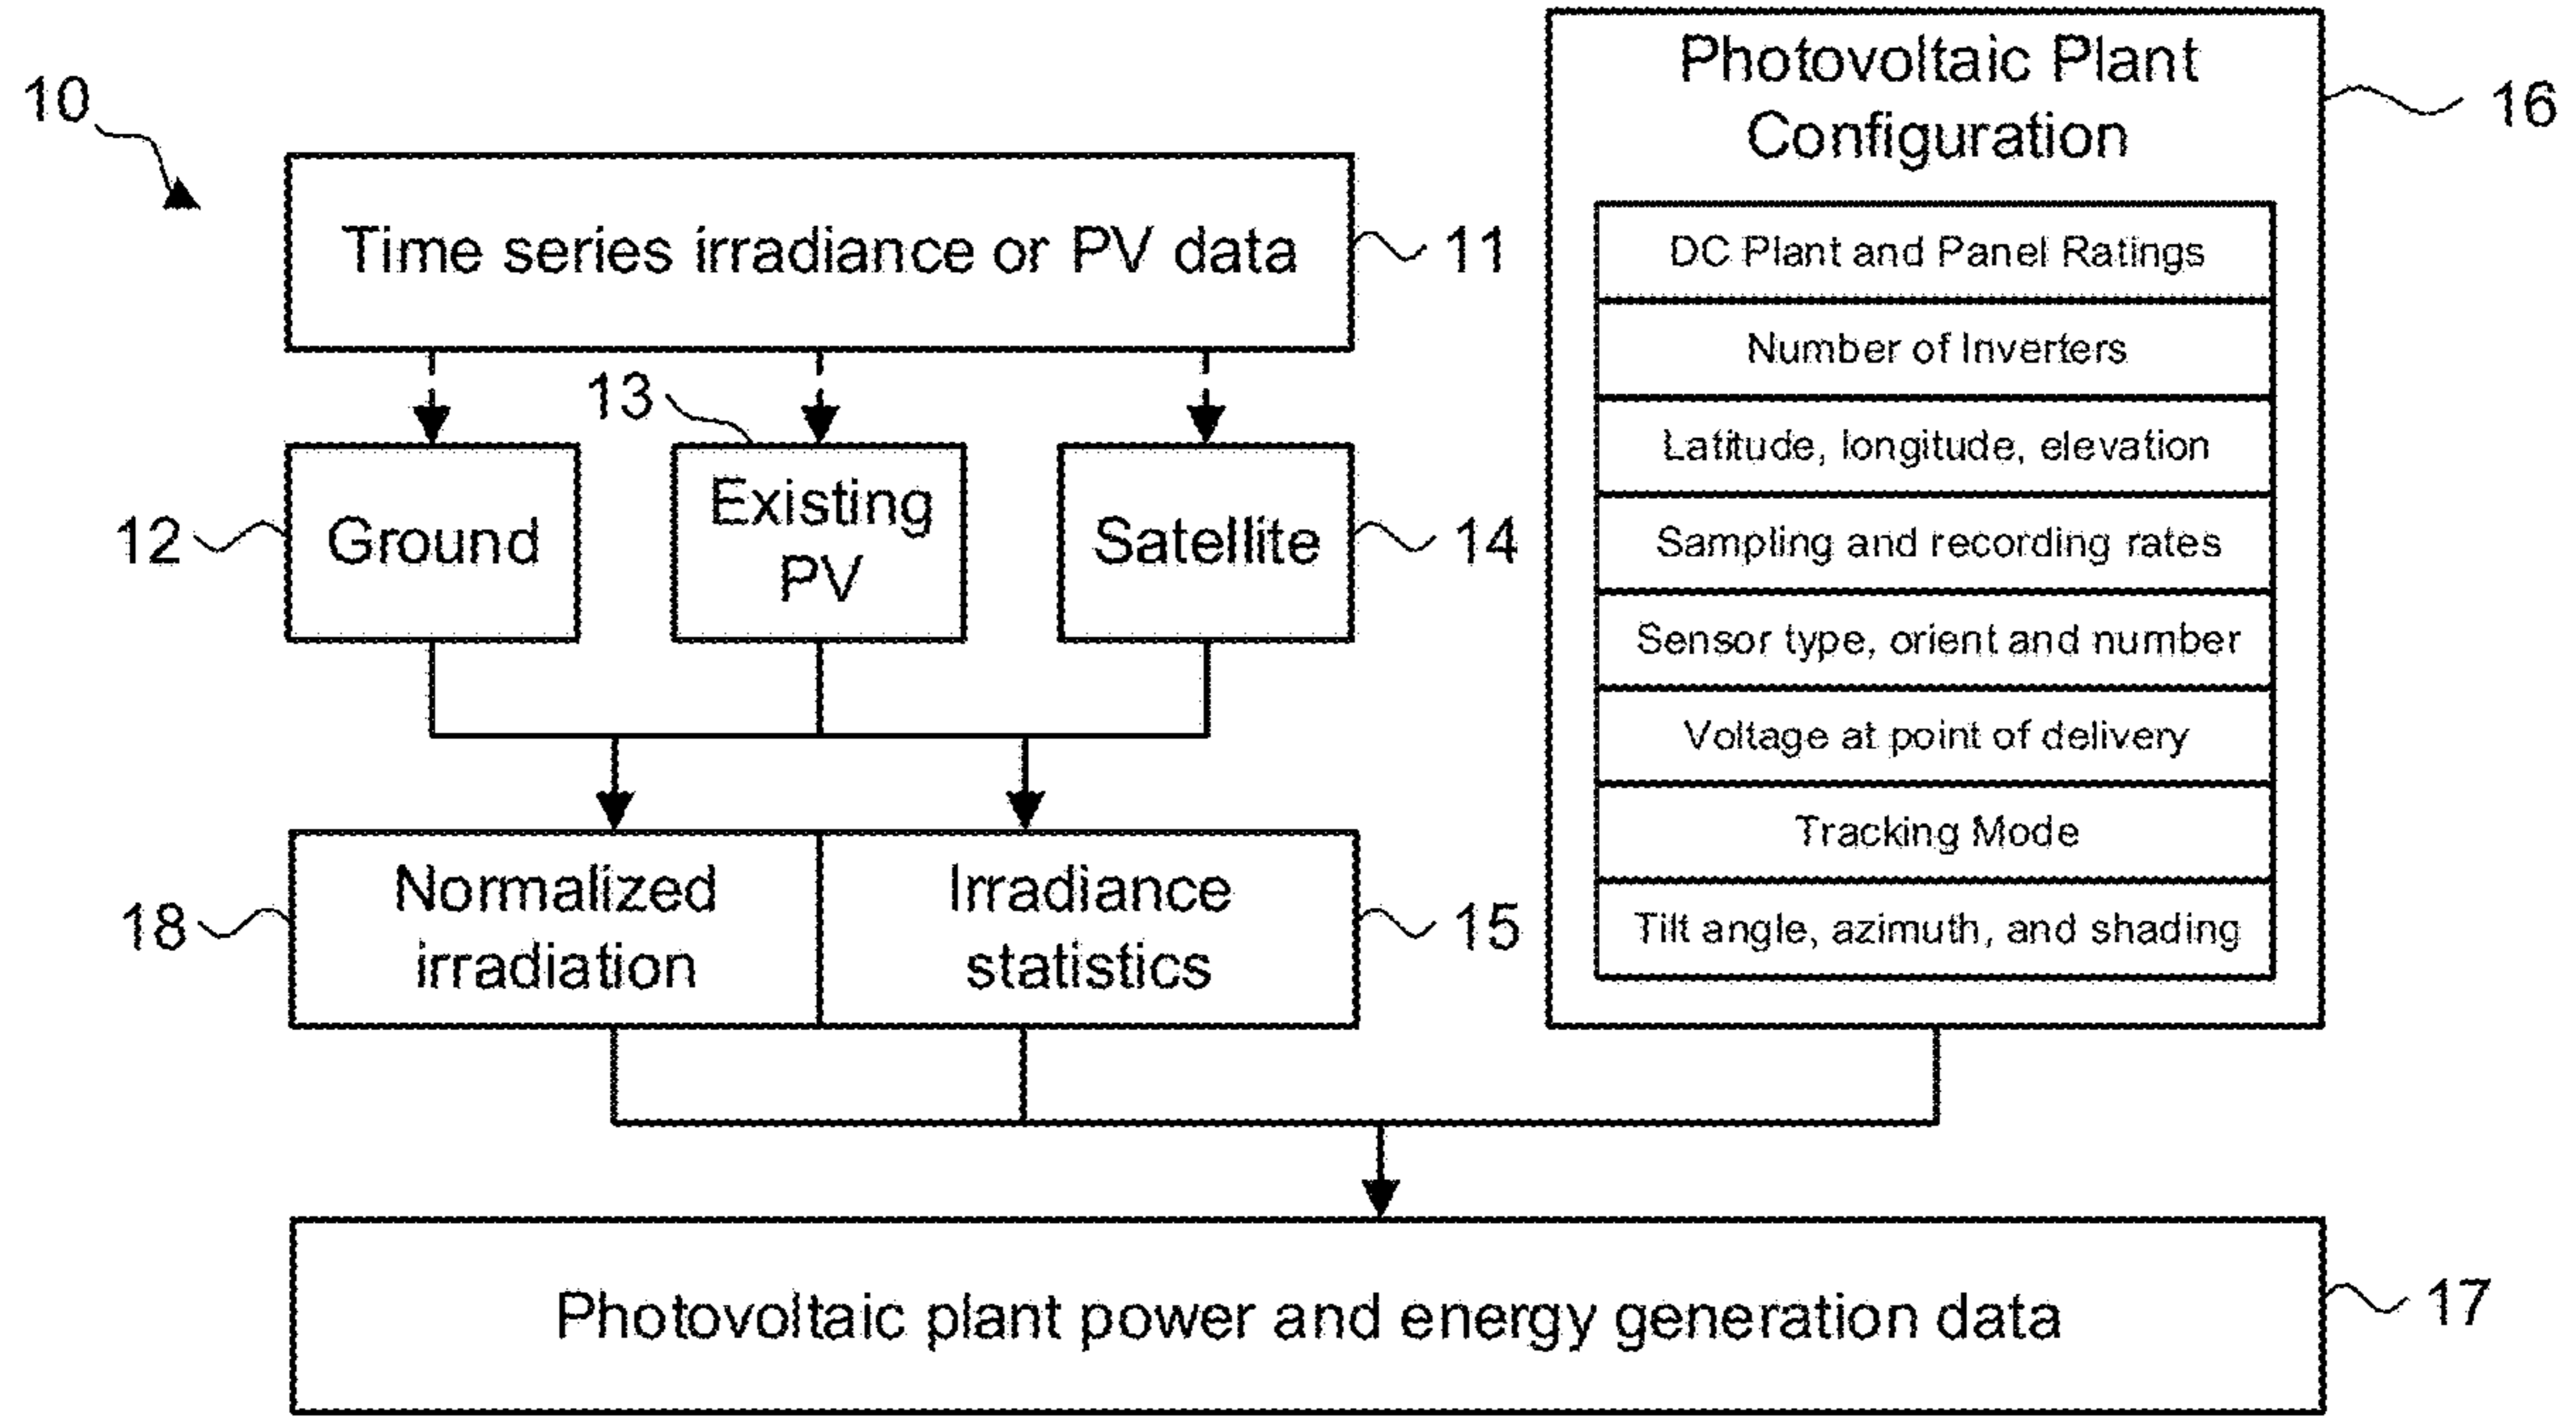 10
Time series irradiance or PV data
11
13
12
Ground
Existing
PV
Satellite
14
18
Normalized
irradiation
Irradiance
statistics
15
Photovoltaic Plant
Configuration
16
DC Plant and Panel Ratings
Number of Inverters
Latitude, longitude, elevation
Sampling and recording rates
Sensor type, orient and number
Voltage at point of delivery
Tracking Mode
Tilt angle, azimuth, and shading
Photovoltaic plant power and energy generation data
17